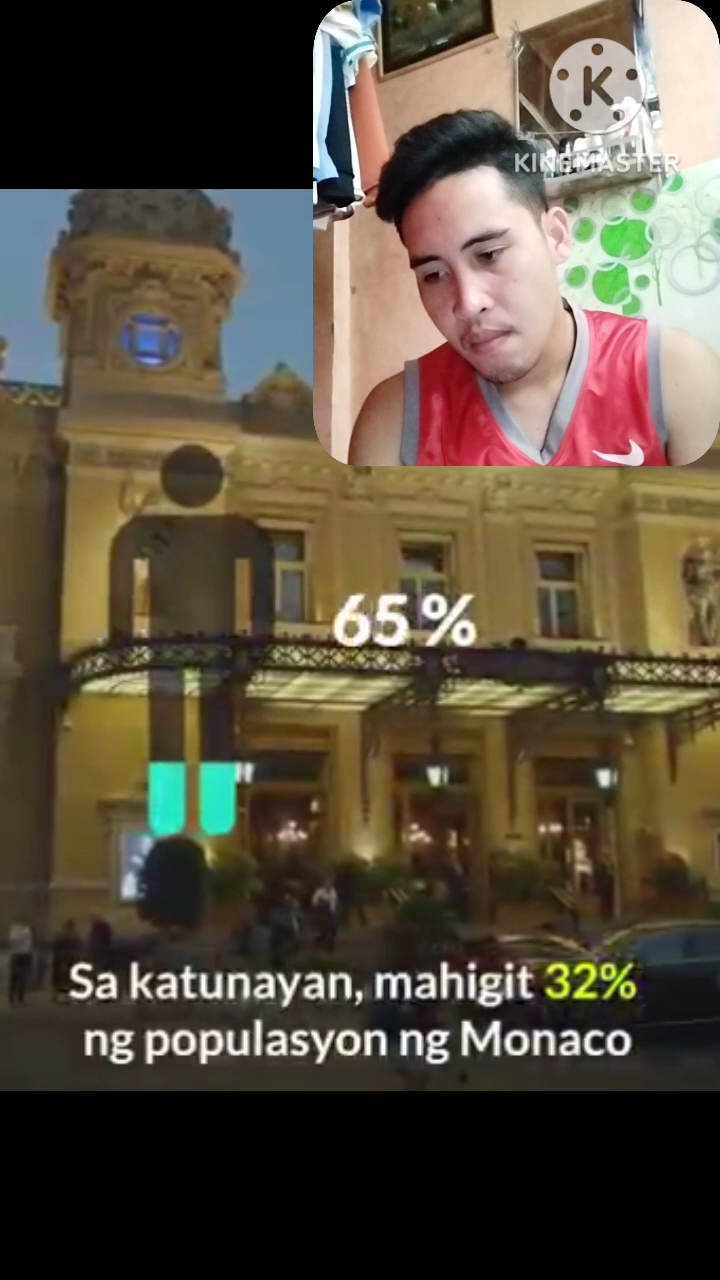 K
KINEMASTER
65%
Sa katunayan, mahigit 32%
ng populasyon ng Monaco